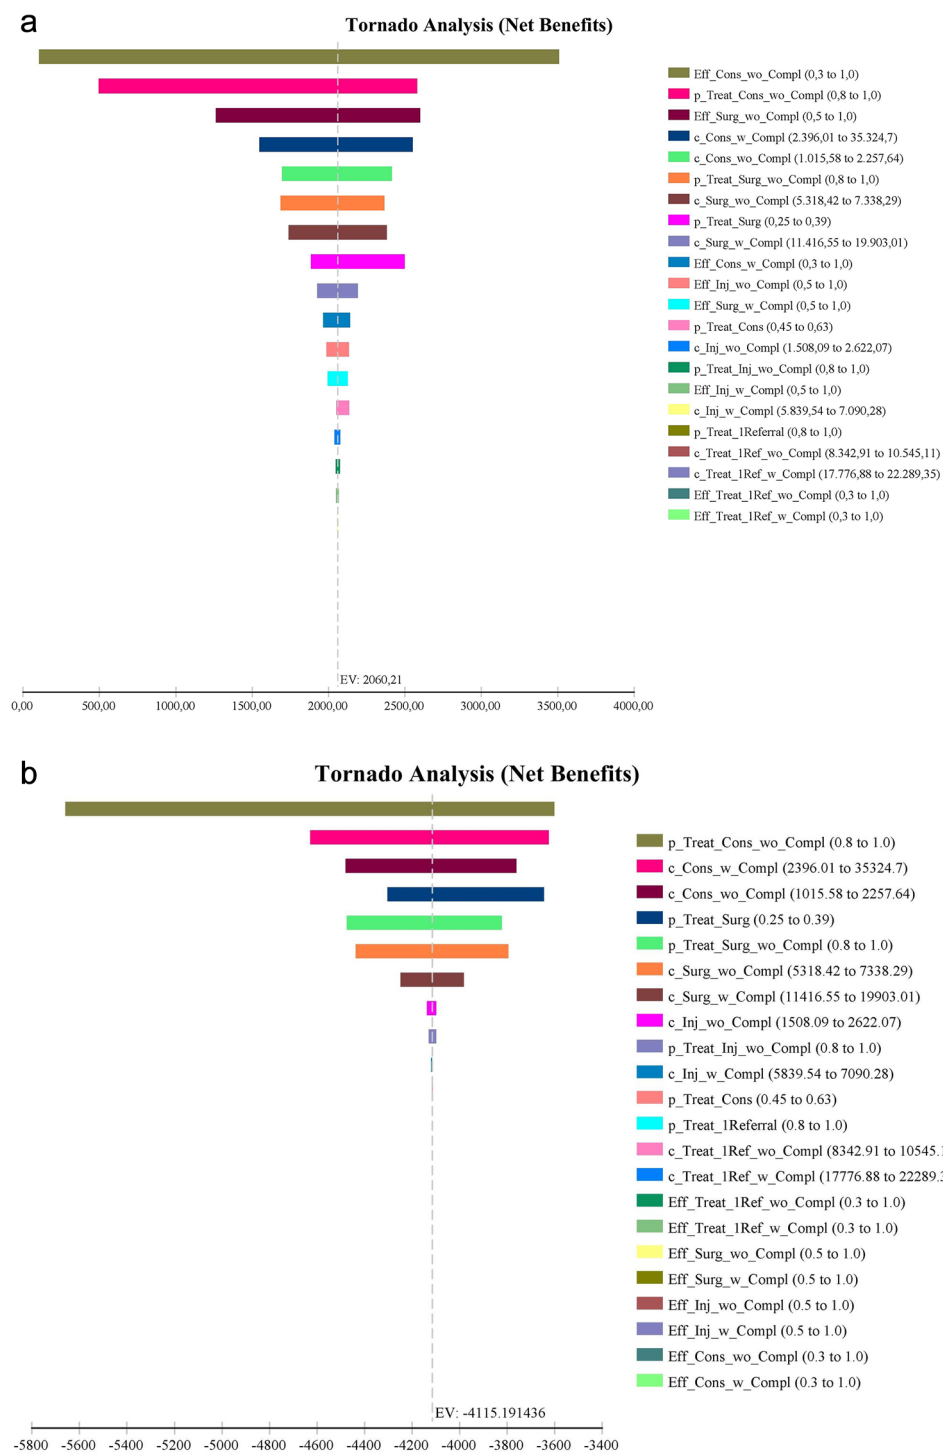 a
Tornado Analysis (Net Benefits)
Eff_Cons_wo_Compl (0,3 to 1,0)
p_Treat_Cons_wo_Compl (0,8 to 1,0)
Eff_Surg_wo_Compl (0,5 to 1,0)
c_Cons_w_Compl (2.396,01 to 35.324,7)
c_Cons_wo_Compl (1.015,58 to 2.257,64)
p_Treat_Surg_wo_Compl (0,8 to 1,0)
c_Surg_wo_Compl (5.318,42 to 7.338,29)
p_Treat_Surg (0,25 to 0,39)
c_Surg_w_Compl (11.416,55 to 19.903,01)
Eff_Cons_w_Compl (0,3 to 1,0)
Eff_Inj_wo_Compl (0,5 to 1,0)
Eff_Surg_w_Compl (0,5 to 1,0)
p_Treat_Cons (0,45 to 0,63)
c_Inj_wo_Compl (1.508,09 to 2.622,07)
p_Treat_Inj_wo_Compl (0,8 to 1,0)
Eff_Inj_w_Compl (0,5 to 1,0)
c_Inj_w_Compl (5.839,54 to 7.090,28)
p_Treat_1Referral (0,8 to 1,0)
c_Treat_1Ref_wo_Compl (8.342,91 to 10.545,11)
c_Treat_1Ref_w_Compl (17.776,88 to 22.289,35)
Eff_Treat_1Ref_wo_Compl (0,3 to 1,0)
Eff_Treat_1Ref_w_Compl (0,3 to 1,0)
EV: 2060,21
0,00 500,00 1000,00 1500,00 2000,00 2500,00 3000,00 3500,00 4000,00
b
Tornado Analysis (Net Benefits)
p_Treat_Cons_wo_Compl (0.8 to 1.0)
c_Cons_w_Compl (2396.01 to 35324.7)
c_Cons_wo_Compl (1015.58 to 2257.64)
p_Treat_Surg (0.25 to 0.39)
p_Treat_Surg_wo_Compl (0.8 to 1.0)
c_Surg_wo_Compl (5318.42 to 7338.29)
c_Surg_w_Compl (11416.55 to 19903.01)
c_Inj_wo_Compl (1508.09 to 2622.07)
p_Treat_Inj_wo_Compl (0.8 to 1.0)
c_Inj_w_Compl (5839.54 to 7090.28)
p_Treat_Cons (0.45 to 0.63)
p_Treat_1Referral (0.8 to 1.0)
c_Treat_1Ref_wo_Compl (8342.91 to 10545.
c_Treat_1Ref_w_Compl (17776.88 to 22289.
Eff_Treat_1Ref_wo_Compl (0.3 to 1.0)
Eff_Treat_1Ref_w_Compl (0.3 to 1.0)
Eff_Surg_wo_Compl (0.5 to 1.0)
Eff_Surg_w_Compl (0.5 to 1.0)
Eff_Inj_wo_Compl (0.5 to 1.0)
Eff_Inj_w_Compl (0.5 to 1.0)
Eff_Cons_wo_Compl (0.3 to 1.0)
Eff_Cons_w_Compl (0.3 to 1.0)
EV: -4115.191436
-5800 -5600 -5400 -5200 -5000 -4800 -4600 -4400 -4200 -4000 -3800 -3600 -3400